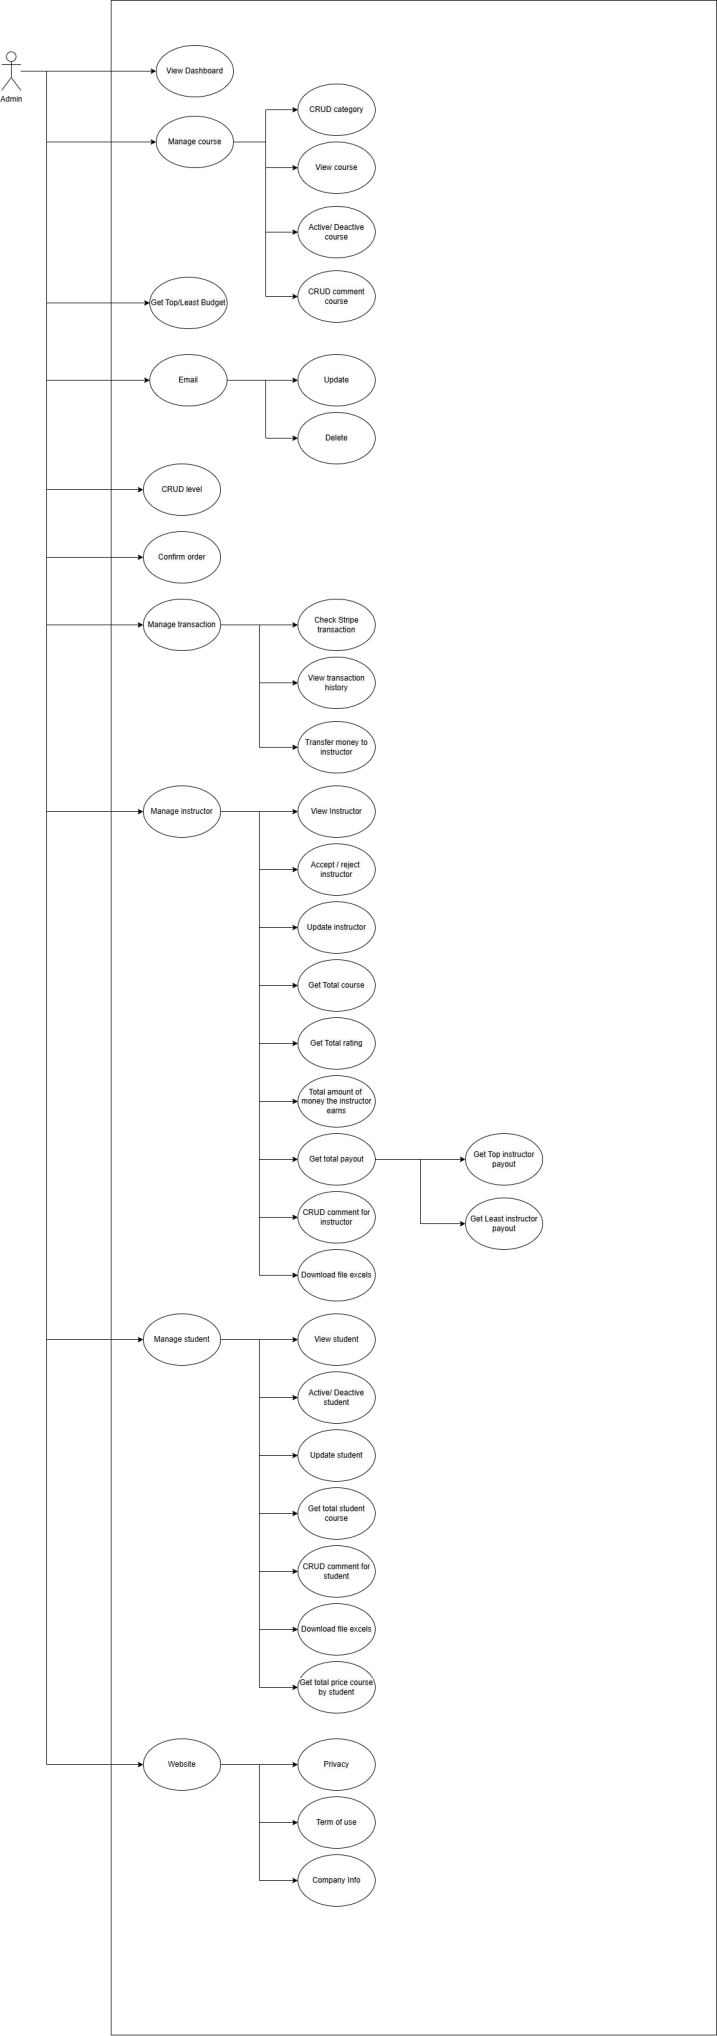 Admin
View Dashboard
Manage course
CRUD category
View course
Active/ Deactive
course
CRUD comment
course
Get Top/Least Budget
Email
Update
Delete
CRUD level
Confirm order
Manage transaction
Check Stripe
transaction
View transaction
history
Transfer money to
instructor
Manage instructor
View Instructor
Accept / reject
instructor
Update instructor
Get Total course
Get Total rating
Total amount of
money the instructor
earns
Get total payout
Get Top instructor
payout
Get Least instructor
payout
CRUD comment for
instructor
Download file excels
Manage student
View student
Active/ Deactive
student
Update student
Get total student
course
CRUD comment for
student
Download file excels
Get total price course
by student
Website
Privacy
Term of use
Company Info